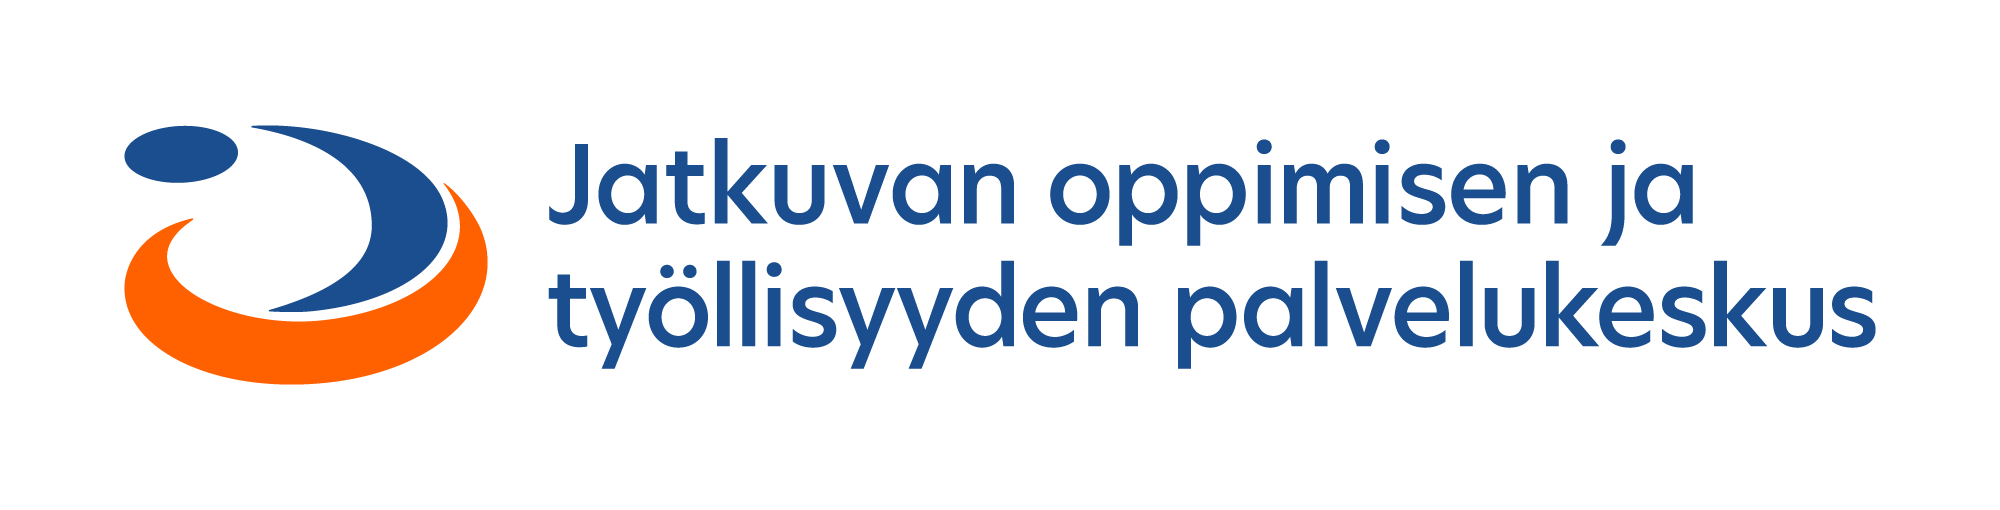 Jatkuvan oppimisen ja
työllisyyden palvelukeskus